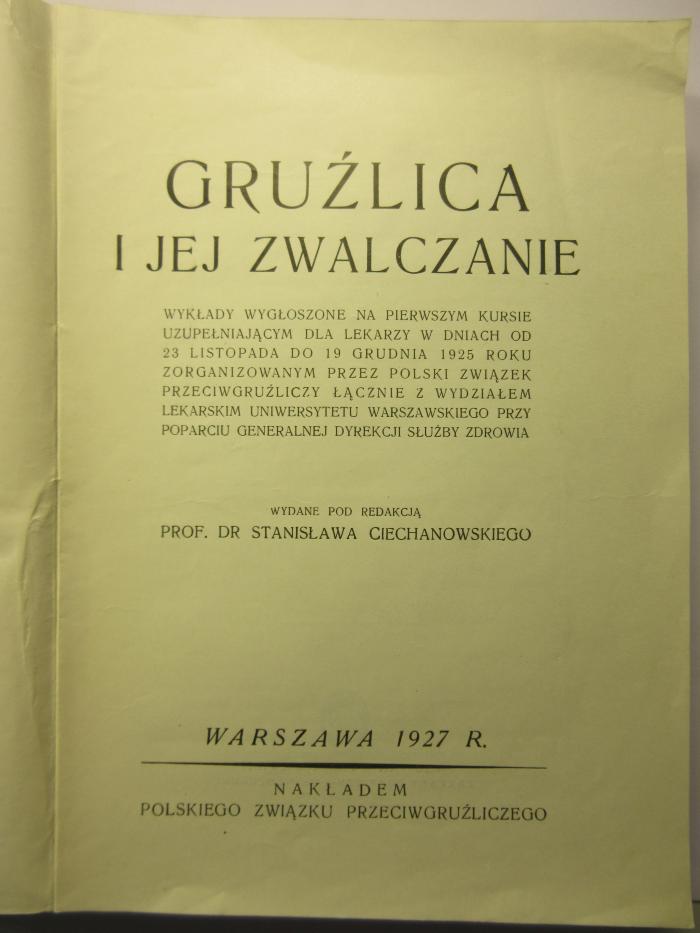 GRUŹLICA
I JEJ ZWALCZANIE
WYKŁADY WYGŁOSZONE NA PIERWSZYM KURSIE
UZUPEŁNIAJĄCYM DLA LEKARZY W DNIACH OD
23 LISTOPADA DO 19 GRUDNIA 1925 ROKU
ZORGANIZOWANYM PRZEZ POLSKI ZWIĄZEK
PRZECIWGRUŹLICZY ŁĄCZNIE Z WYDZIAŁEM
LEKARSKIM UNIWERSYTETU WARSZAWSKIEGO PRZY
POPARCIU GENERALNEJ DYREKCJI SŁUŻBY ZDROWIA
WYDANE POD REDAKCJĄ
PROF. DR STANISŁAWA CIECHANOWSKIEGO
WARSZAWA 1927 R.
NAKŁADEM
POLSKIEGO ZWIĄZKU PRZECIWGRUŹLICZEGO